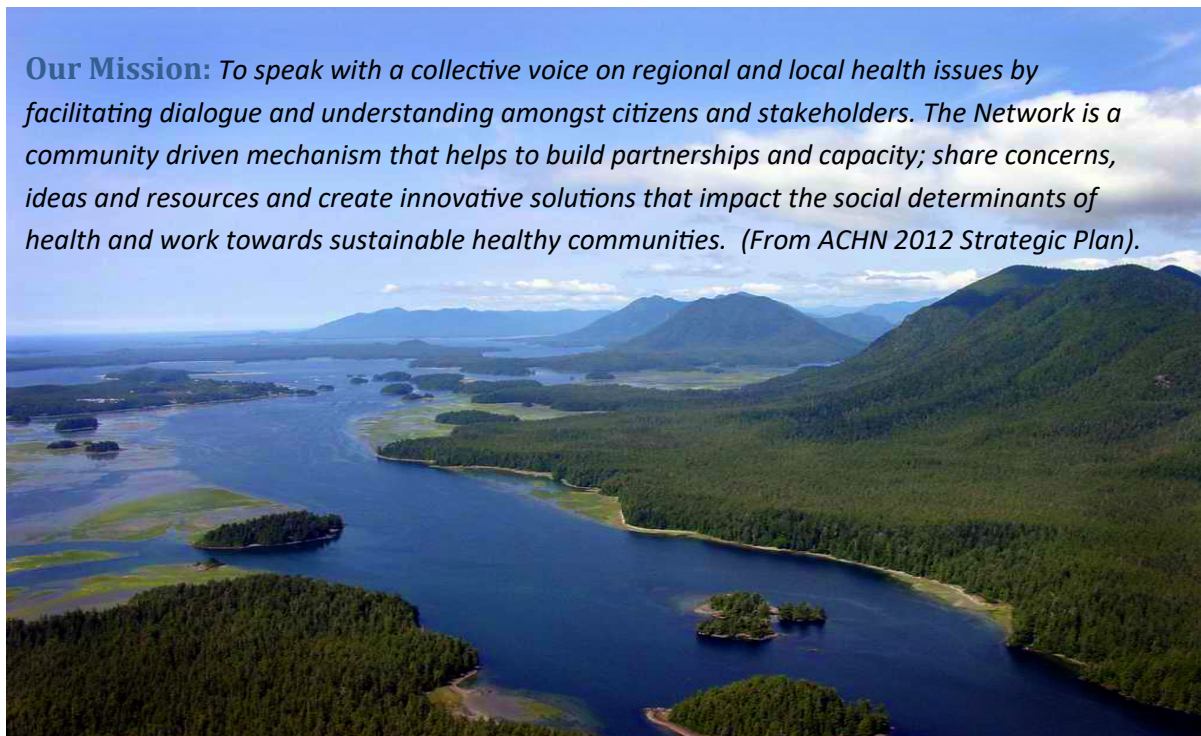 Our Mission: To speak with a collective voice on regional and local health issues by
facilitating dialogue and understanding amongst citizens and stakeholders. The Network is a
community driven mechanism that helps to build partnerships and capacity; share concerns,
ideas and resources and create innovative solutions that impact the social determinants of
health and work towards sustainable healthy communities.  (From ACHN 2012 Strategic Plan).